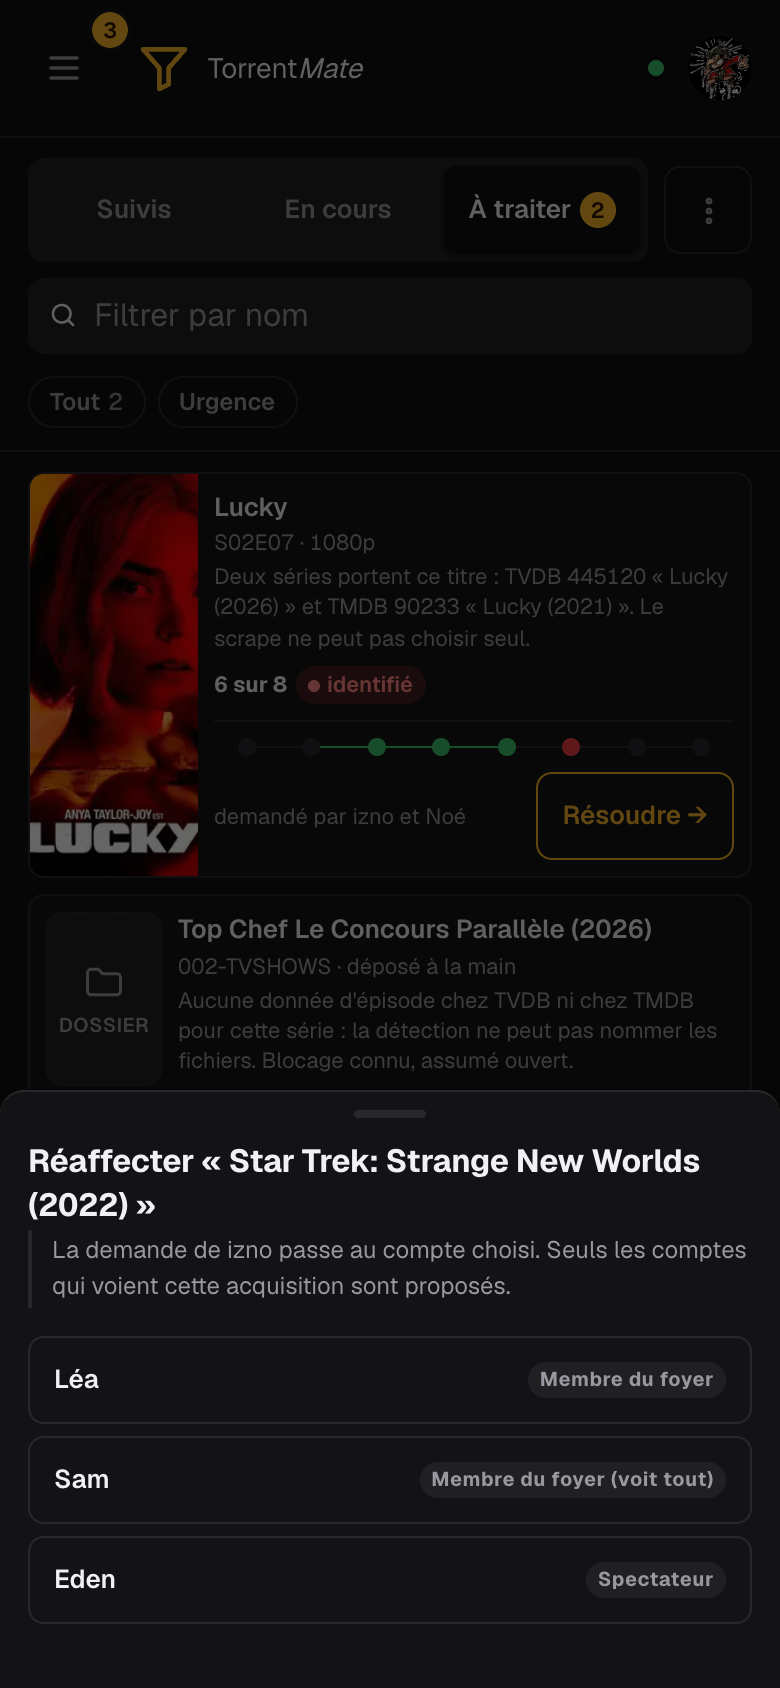 3
TorrentMate
Suivis
En cours
À traiter 2
Filtrer par nom
Tout 2
Urgence
ANYA TAYLOR-JOY EST
LUCKY
Lucky
S02E07 · 1080p
Deux séries portent ce titre : TVDB 445120 « Lucky
(2026) » et TMDB 90233 « Lucky (2021) ». Le
scrape ne peut pas choisir seul.
6 sur 8 identifié
demandé par izno et Noé
Résoudre →
DOSSIER
Top Chef Le Concours Parallèle (2026)
002-TVSHOWS · déposé à la main
Aucune donnée d'épisode chez TVDB ni chez TMDB
pour cette série : la détection ne peut pas nommer les
fichiers. Blocage connu, assumé ouvert.
Réaffecter « Star Trek: Strange New Worlds
(2022) »
La demande de izno passe au compte choisi. Seuls les comptes
qui voient cette acquisition sont proposés.
Léa
Membre du foyer
Sam
Membre du foyer (voit tout)
Eden
Spectateur